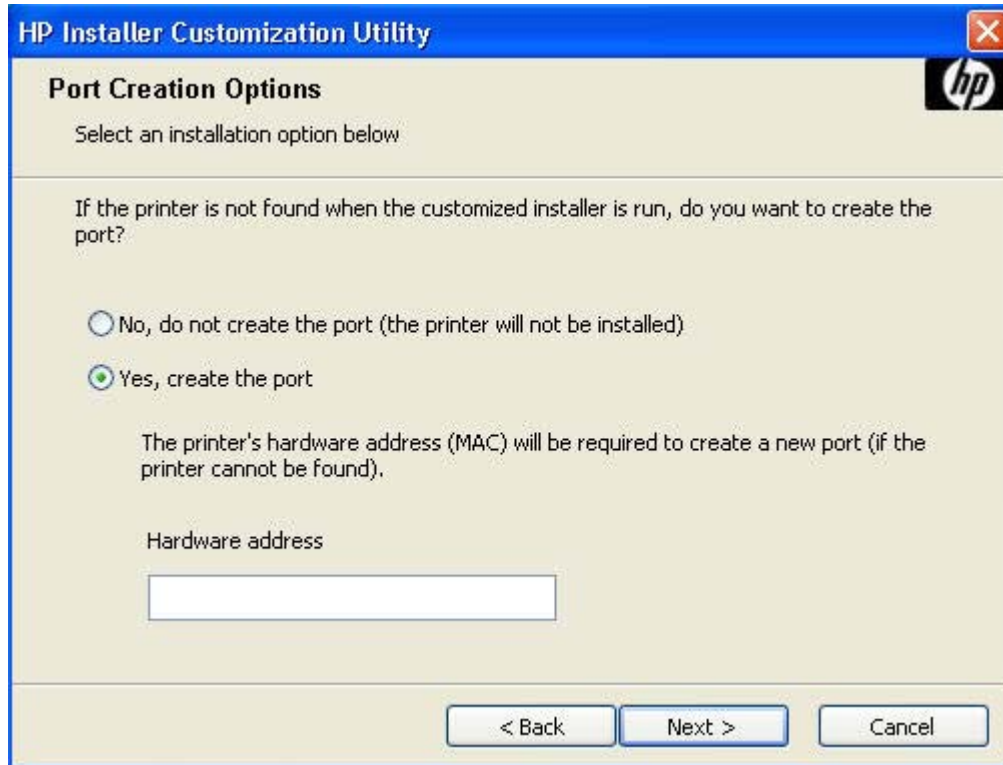 HP Installer Customization Utility
hp
Port Creation Options
Select an installation option below
If the printer is not found when the customized installer is run, do you want to create the
port?
No, do not create the port (the printer will not be installed)
Yes, create the port
The printer's hardware address (MAC) will be required to create a new port (if the
printer cannot be found).
Hardware address
< Back
Next >
Cancel